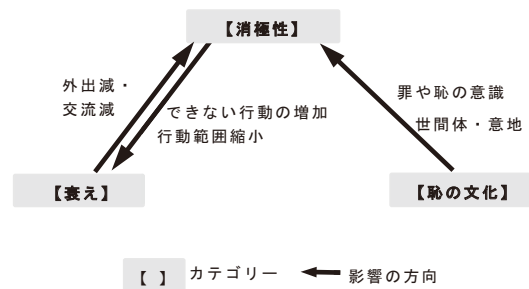 【消極性】
外出減・
交流減
できない行動の増加
行動範囲縮小
罪や恥の意識
世間体・意地
【衰え】
【恥の文化】
【 】 カテゴリー 影響の方向